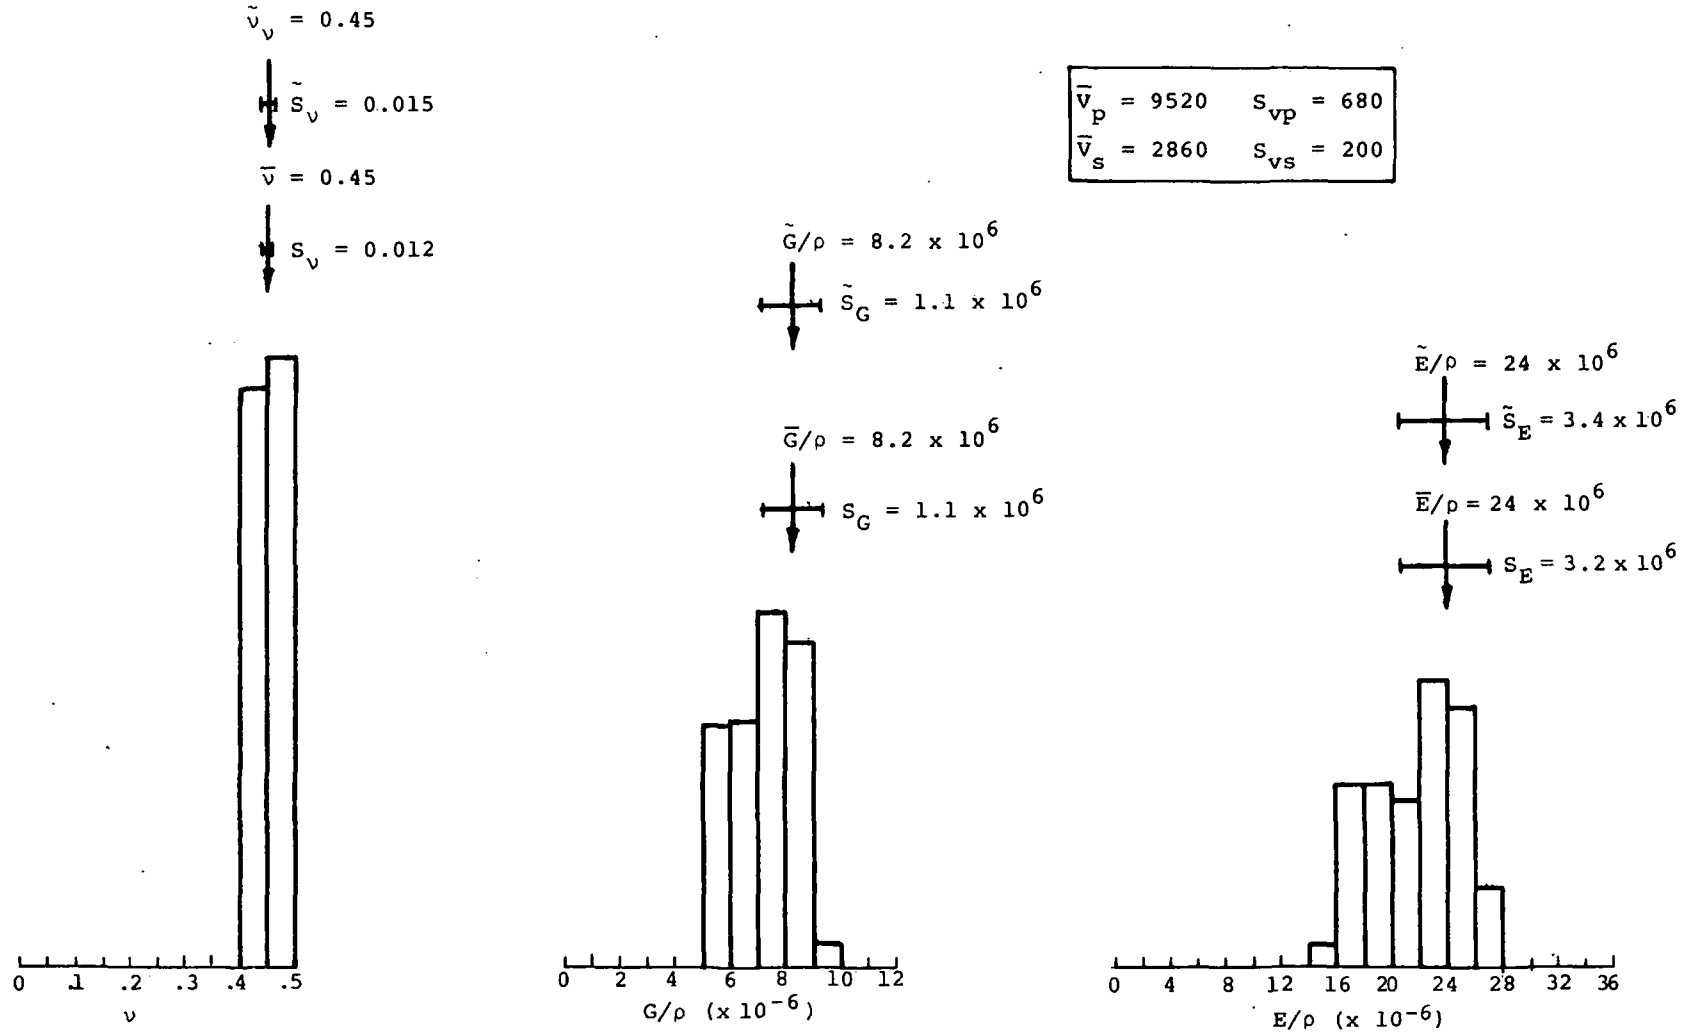 ν̃_ν = 0.45
S̃_ν = 0.015
ν̄ = 0.45
S_ν = 0.012
V̄_p = 9520 S_vp = 680
V̄_s = 2860 S_vs = 200
G̃/ρ = 8.2 x 10^6
S̃_G = 1.1 x 10^6
G̅/ρ = 8.2 x 10^6
S_G = 1.1 x 10^6
Ẽ/ρ = 24 x 10^6
S̃_E = 3.4 x 10^6
E̅/ρ = 24 x 10^6
S_E = 3.2 x 10^6
0 .1 .2 .3 .4 .5
ν
0 2 4 6 8 10 12
G/ρ (x 10^-6)
0 4 8 12 16 20 24 28 32 36
E/ρ (x 10^-6)